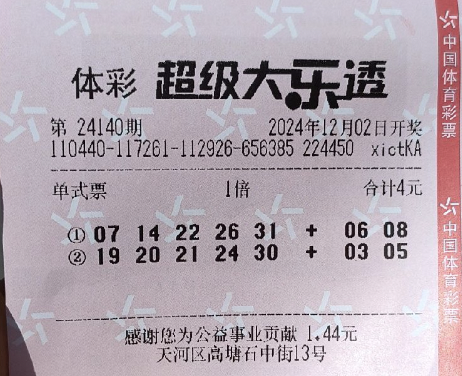 体彩 超级大乐透
第 24140期 2024年12月02日开奖
110440-117261-112926-656385 224450 xictKA
单式票 1倍 合计4元
① 07 14 22 26 31 + 06 08
② 19 20 21 24 30 + 03 05
感谢您为公益事业贡献 1.44元
天河区高塘石中街13号
中国体育彩票
中国体育彩票